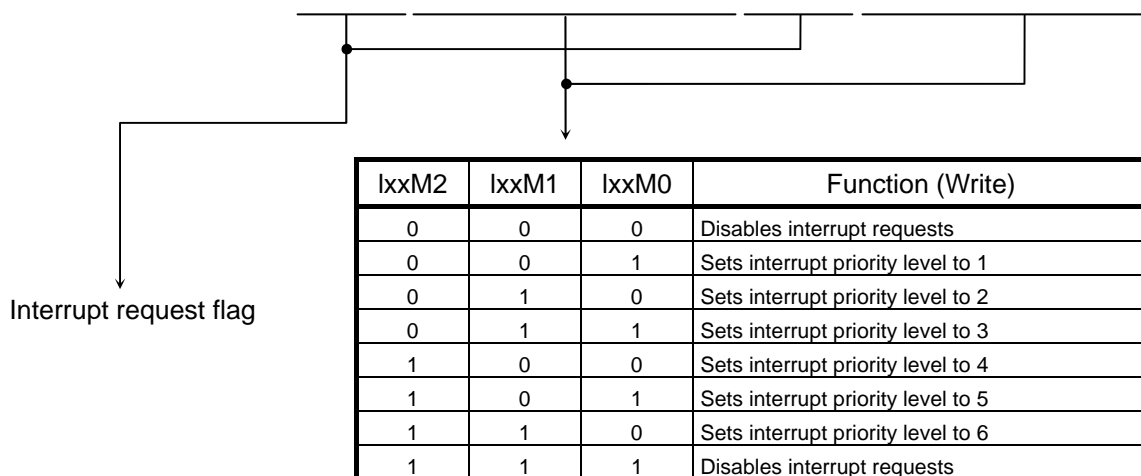 IxxM2 IxxM1 IxxM0 Function (Write)
0 0 0 Disables interrupt requests
0 0 1 Sets interrupt priority level to 1
0 1 0 Sets interrupt priority level to 2
0 1 1 Sets interrupt priority level to 3
1 0 0 Sets interrupt priority level to 4
1 0 1 Sets interrupt priority level to 5
1 1 0 Sets interrupt priority level to 6
1 1 1 Disables interrupt requests
Interrupt request flag